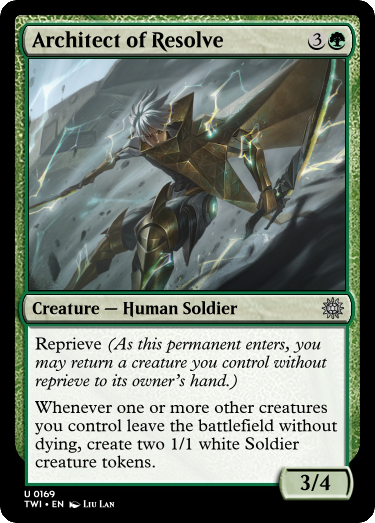 Architect of Resolve 3
Creature — Human Soldier
Reprieve (As this permanent enters, you
may return a creature you control without
reprieve to its owner's hand.)
Whenever one or more other creatures
you control leave the battlefield without
dying, create two 1/1 white Soldier
creature tokens.
3/4
U 0169
TWI • EN Liu Lan